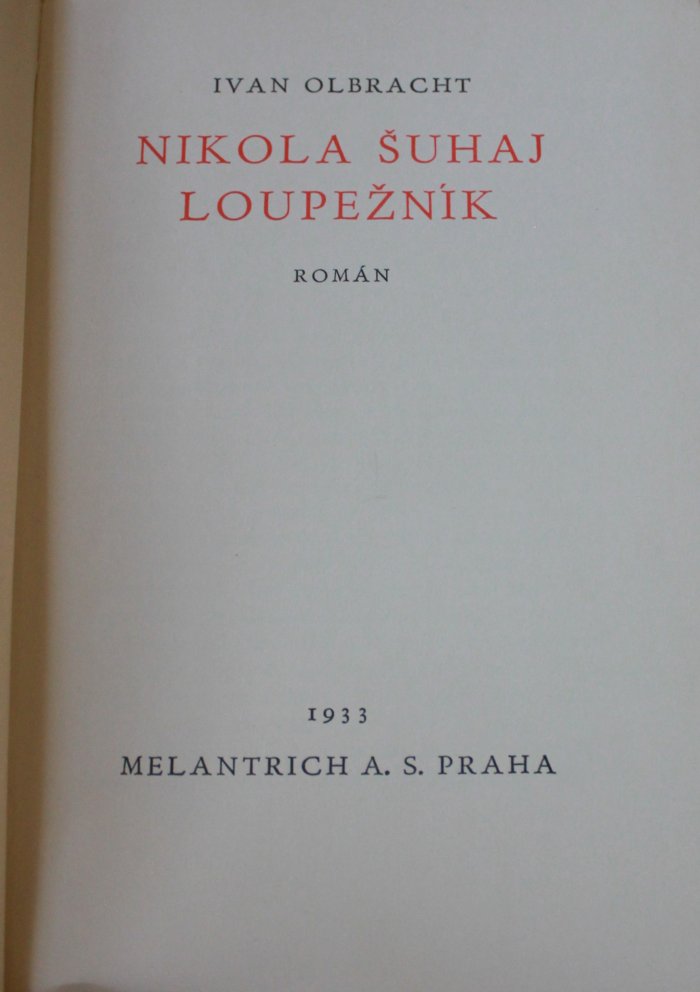 IVAN OLBRACHT
NIKOLA ŠUHAJ
LOUPEŽNÍK
ROMÁN
1933
MELANTRICH A. S. PRAHA